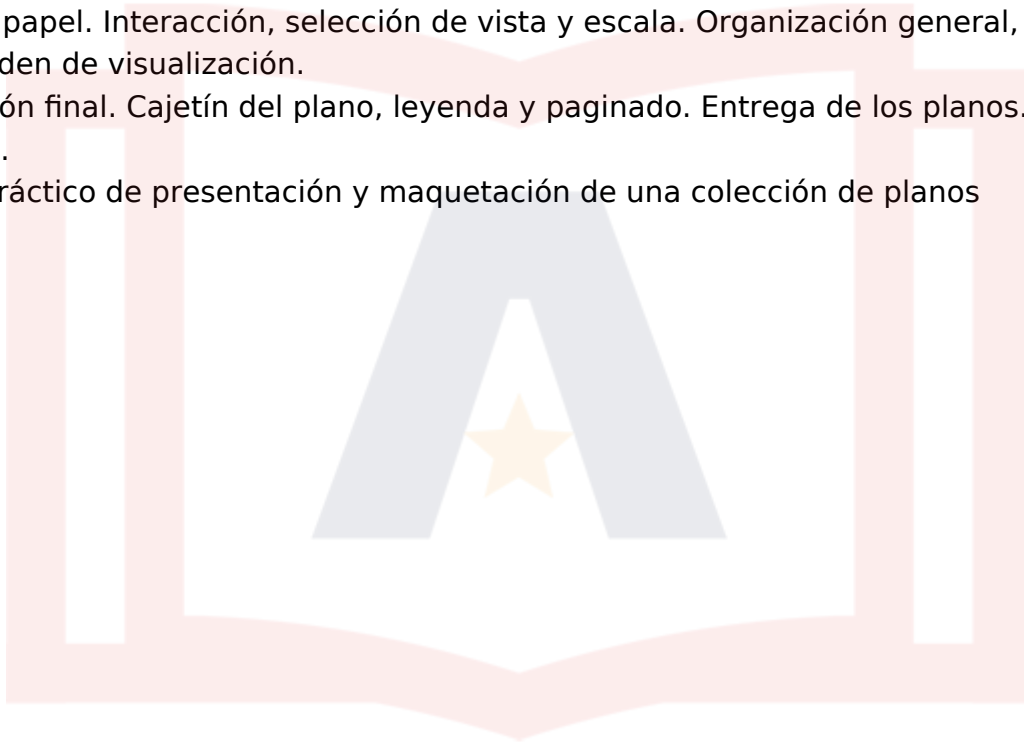 papel. Interacción, selección de vista y escala. Organización general,
den de visualización.
ón final. Cajetín del plano, leyenda y paginado. Entrega de los planos.
.
ráctico de presentación y maquetación de una colección de planos